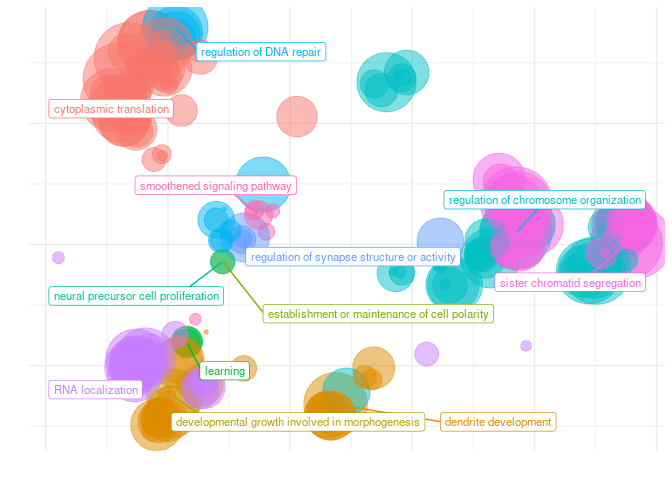 regulation of DNA repair
cytoplasmic translation
smoothened signaling pathway
regulation of chromosome organization
regulation of synapse structure or activity
sister chromatid segregation
neural precursor cell proliferation
establishment or maintenance of cell polarity
learning
RNA localization
developmental growth involved in morphogenesis
dendrite development